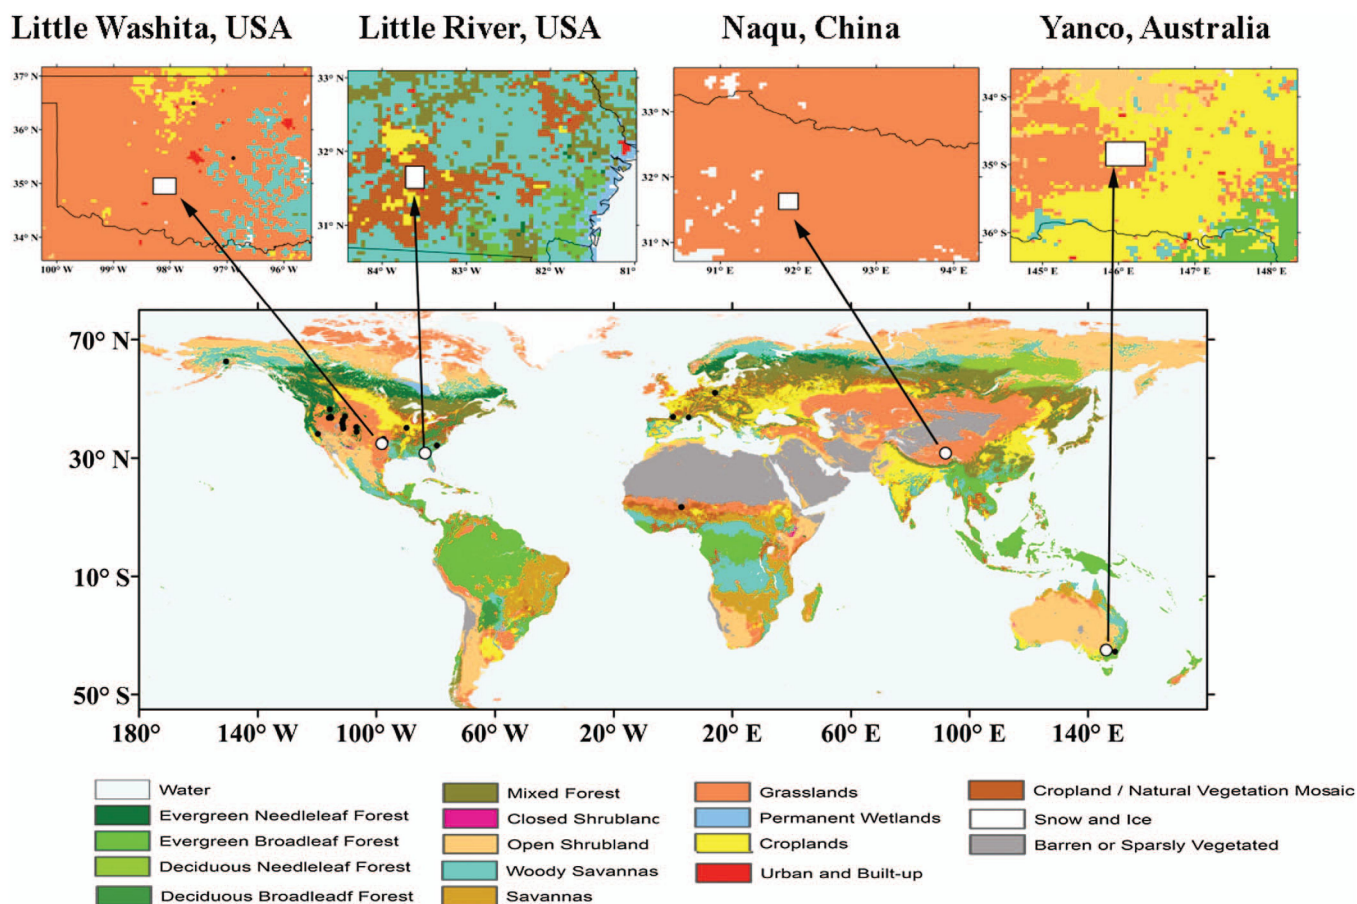 Little Washita, USA
Little River, USA
Naqu, China
Yanco, Australia
37° N
36° N
35° N
34° N
100° W 99° W 98° W 97° W 96° W 95° W
33° N
32° N
31° N
84° W 83° W 82° W 81° W
33° N
32° N
31° N
91° E 92° E 93° E 94° E
34° S
35° S
36° S
145° E 146° E 147° E 148° E
70° N
30° N
10° S
50° S
180° 140° W 100° W 60° W 20° W 20° E 60° E 100° E 140° E
Water
Evergreen Needleleaf Forest
Evergreen Broadleaf Forest
Deciduous Needleleaf Forest
Deciduous Broadleadf Forest
Mixed Forest
Closed Shrublanc
Open Shrubland
Woody Savannas
Savannas
Grasslands
Permanent Wetlands
Croplands
Urban and Built-up
Cropland / Natural Vegetation Mosaic
Snow and Ice
Barren or Sparsly Vegetated